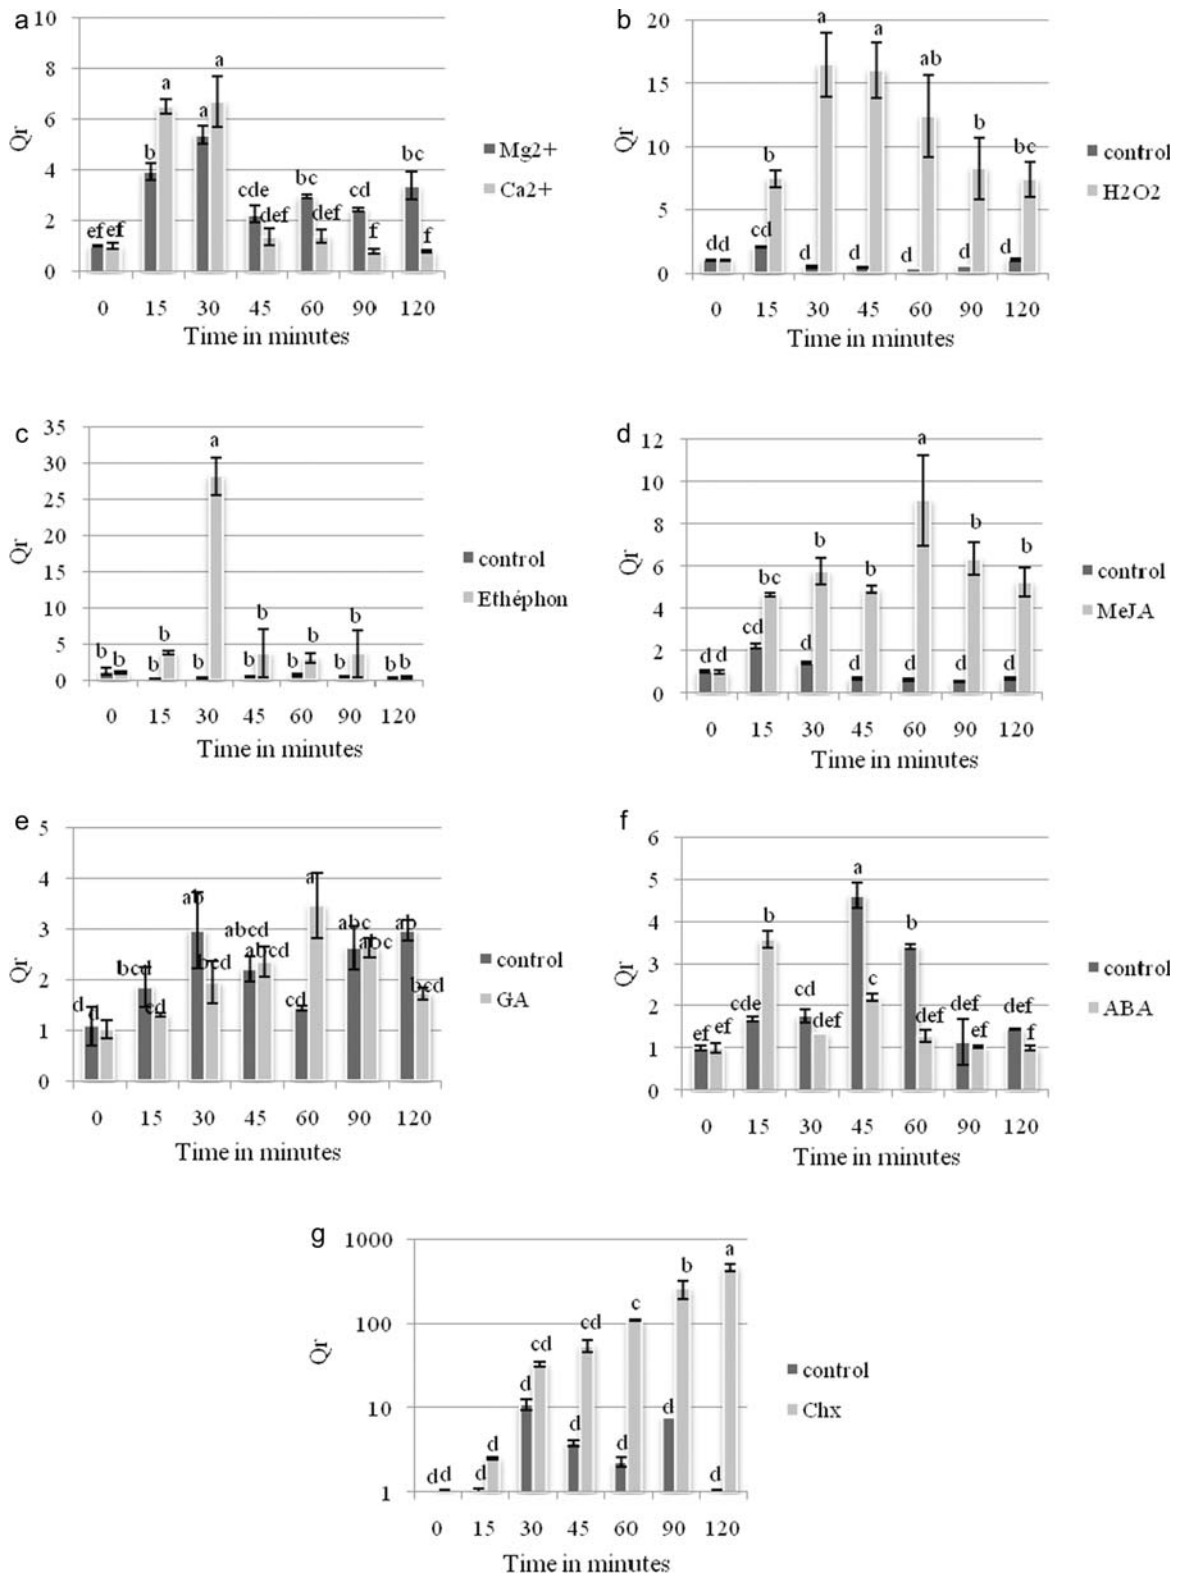 a
10
8
6
4
2
0
Qr
ef ef b a a a cde def bc def cd f bc f
0 15 30 45 60 90 120
Time in minutes
Mg2+
Ca2+
b
20
15
10
5
0
Qr
d d cd b d a d a d ab d b d bc
0 15 30 45 60 90 120
Time in minutes
control
H2O2
c
35
30
25
20
15
10
5
0
Qr
b b b b b a b b b b b b b b
0 15 30 45 60 90 120
Time in minutes
control
Ethéphon
d
12
10
8
6
4
2
0
Qr
d d cd bc d b d b d a d b d b
0 15 30 45 60 90 120
Time in minutes
control
MeJA
e
5
4
3
2
1
0
Qr
d d bcd cd ab bcd abcd abcd cd a abc abc ab bcd
0 15 30 45 60 90 120
Time in minutes
control
GA
f
6
5
4
3
2
1
0
Qr
ef ef cde b cd def a c b def def ef def f
0 15 30 45 60 90 120
Time in minutes
control
ABA
g
1000
100
10
1
Qr
d d d d d cd d cd d c d b d a
0 15 30 45 60 90 120
Time in minutes
control
Chx